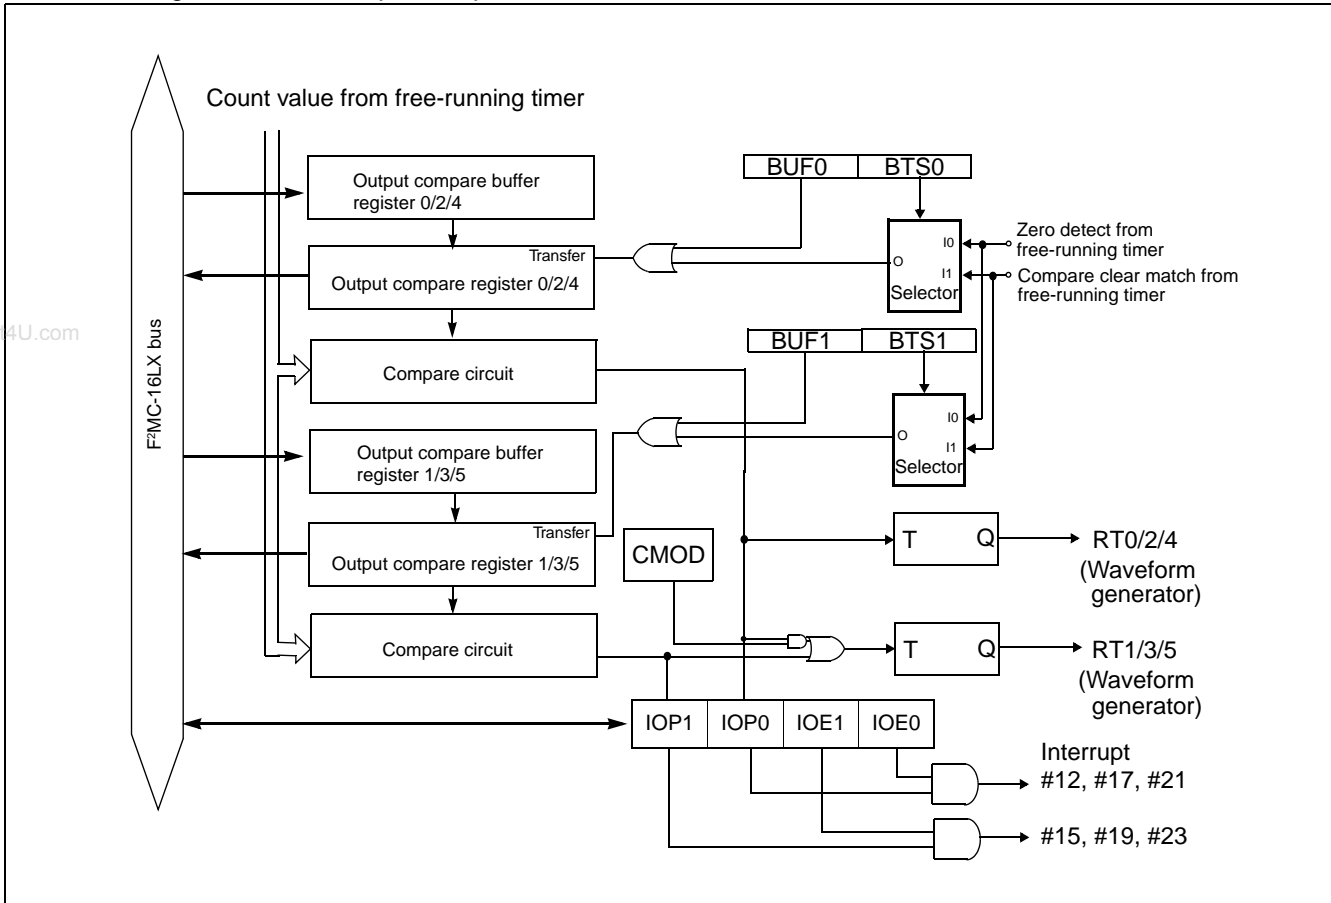 Count value from free-running timer
BUF0 BTS0
Output compare buffer
register 0/2/4
Zero detect from
free-running timer
I0
Transfer
O
I1
Compare clear match from
free-running timer
Output compare register 0/2/4
Selector
t4U.com
F²MC-16LX bus
BUF1 BTS1
Compare circuit
I0
O
I1
Output compare buffer
register 1/3/5
Selector
Transfer
CMOD
T Q
RT0/2/4
(Waveform
generator)
Output compare register 1/3/5
Compare circuit
T Q
RT1/3/5
(Waveform
generator)
IOP1 IOP0 IOE1 IOE0
Interrupt
#12, #17, #21
#15, #19, #23